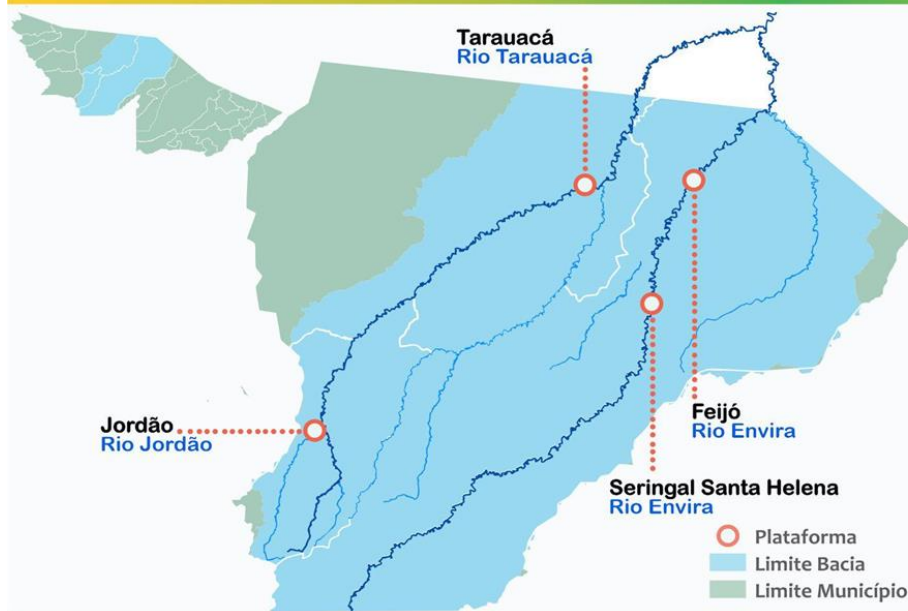 Tarauacá
Rio Tarauacá
Jordão
Rio Jordão
Feijó
Rio Envira
Seringal Santa Helena
Rio Envira
Plataforma
Limite Bacia
Limite Município